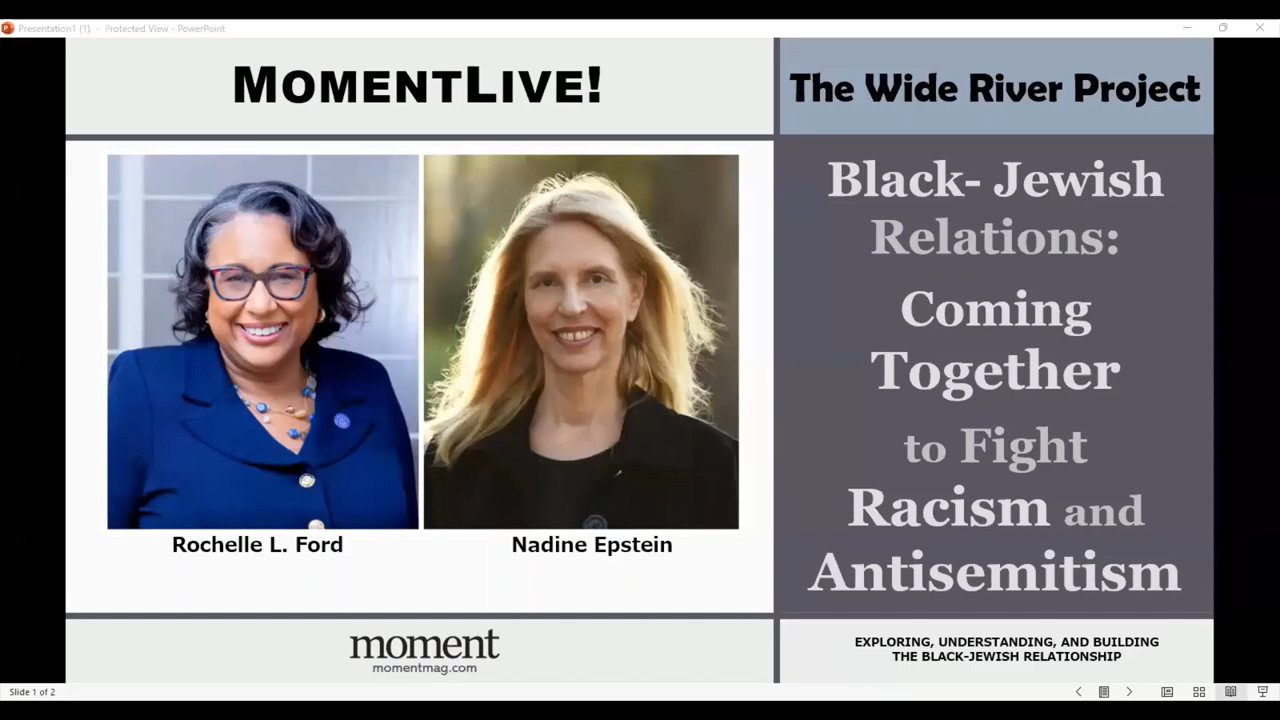 Presentation1 (1) - Protected View - PowerPoint
MOMENTLIVE!
The Wide River Project
Black- Jewish
Relations:
Coming
Together
to Fight
Racism and
Antisemitism
Rochelle L. Ford
Nadine Epstein
moment
momentmag.com
EXPLORING, UNDERSTANDING, AND BUILDING
THE BLACK-JEWISH RELATIONSHIP
Slide 1 of 2